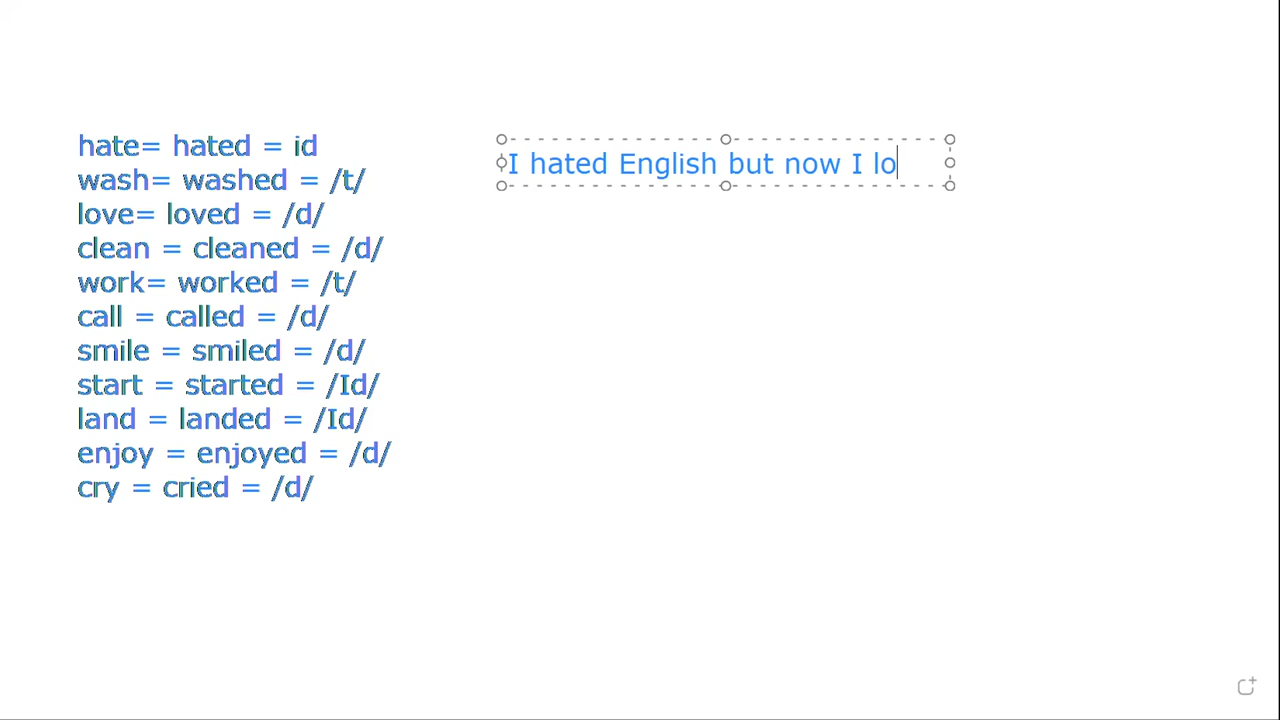 hate= hated = id
wash= washed = /t/
love= loved = /d/
clean = cleaned = /d/
work= worked = /t/
call = called = /d/
smile = smiled = /d/
start = started = /Id/
land = landed = /Id/
enjoy = enjoyed = /d/
cry = cried = /d/
I hated English but now I lo